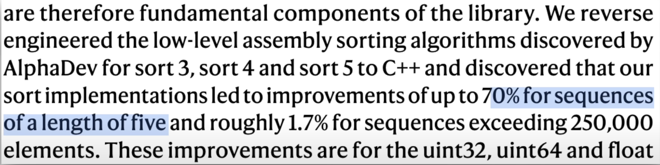 are therefore fundamental components of the library. We reverse
engineered the low-level assembly sorting algorithms discovered by
AlphaDev for sort 3, sort 4 and sort 5 to C++ and discovered that our
sort implementations led to improvements of up to 70% for sequences
of a length of five and roughly 1.7% for sequences exceeding 250,000
elements. These improvements are for the uint32, uint64 and float